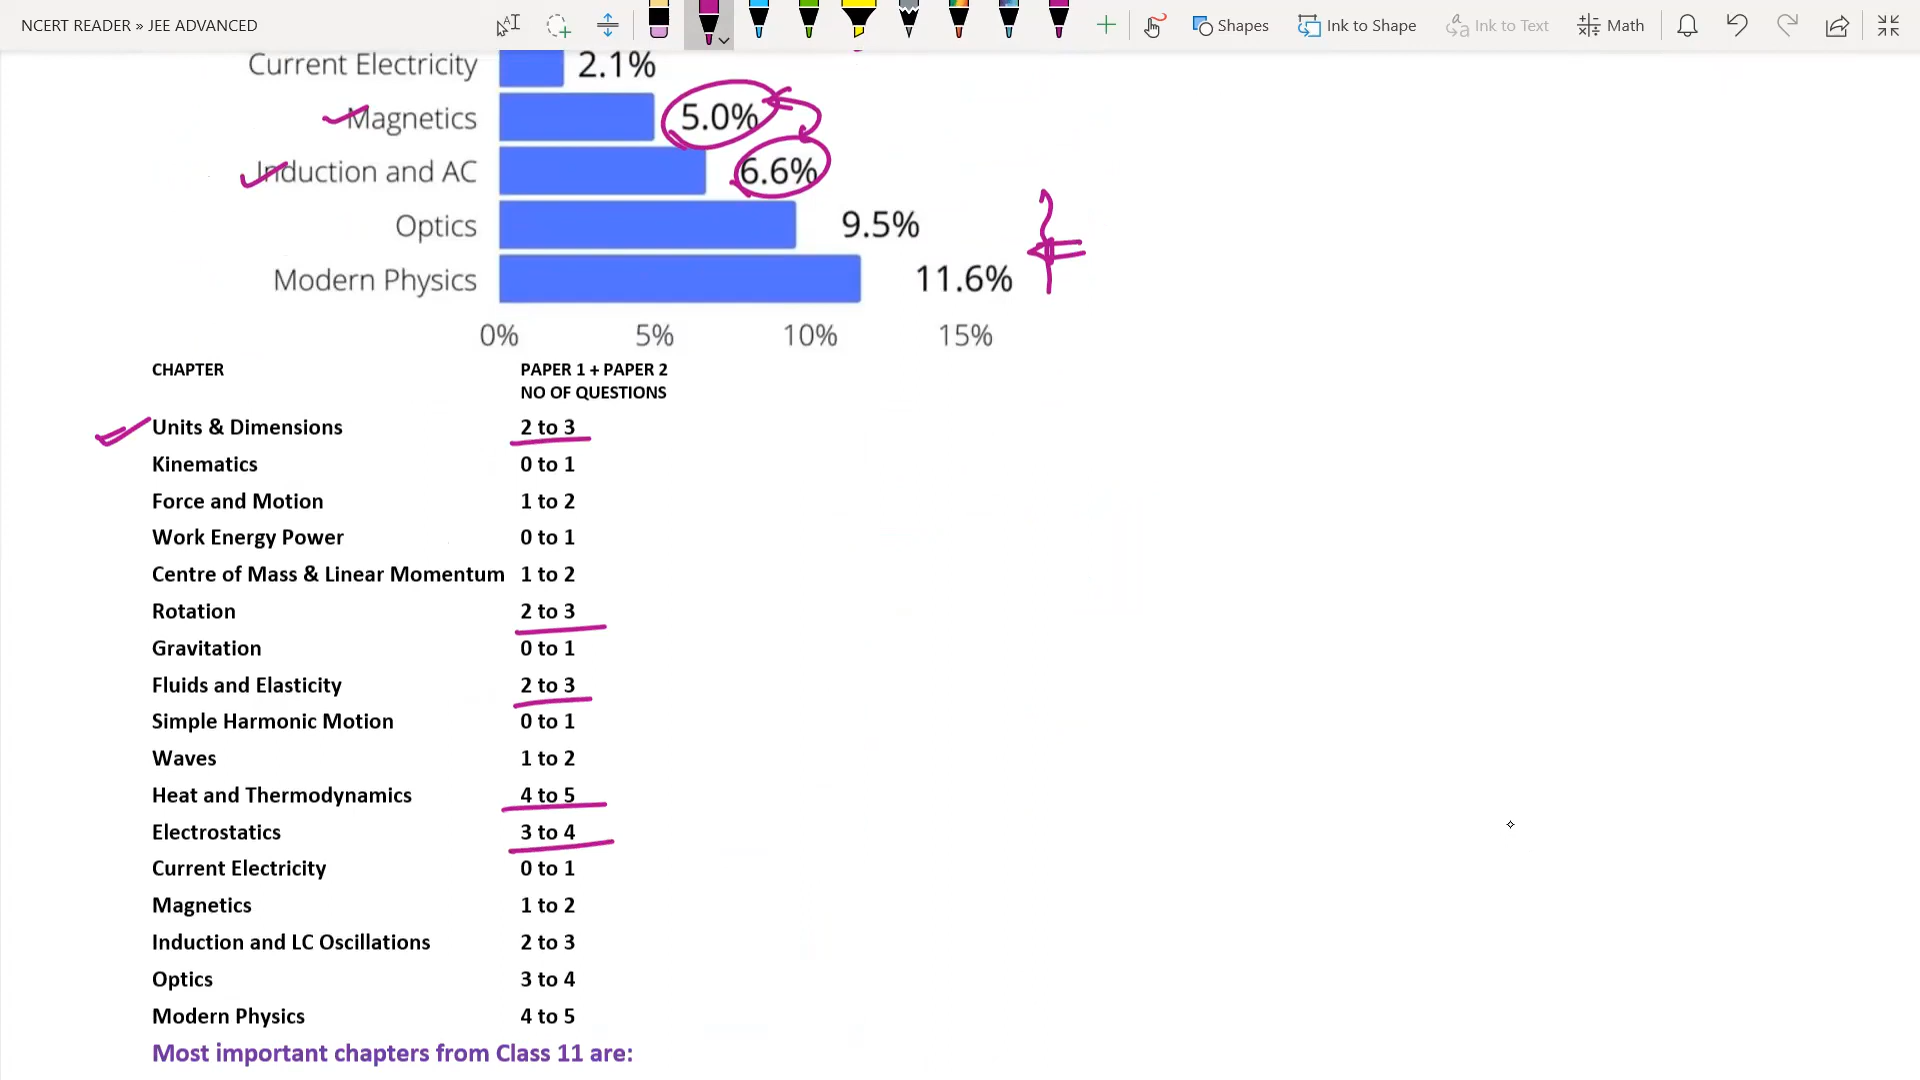 NCERT READER » JEE ADVANCED
Shapes Ink to Shape Ink to Text Math
Current Electricity 2.1%
Magnetics 5.0%
Induction and AC 6.6%
Optics 9.5%
Modern Physics 11.6%
0% 5% 10% 15%
CHAPTER PAPER 1 + PAPER 2
NO OF QUESTIONS
Units & Dimensions 2 to 3
Kinematics 0 to 1
Force and Motion 1 to 2
Work Energy Power 0 to 1
Centre of Mass & Linear Momentum 1 to 2
Rotation 2 to 3
Gravitation 0 to 1
Fluids and Elasticity 2 to 3
Simple Harmonic Motion 0 to 1
Waves 1 to 2
Heat and Thermodynamics 4 to 5
Electrostatics 3 to 4
Current Electricity 0 to 1
Magnetics 1 to 2
Induction and LC Oscillations 2 to 3
Optics 3 to 4
Modern Physics 4 to 5
Most important chapters from Class 11 are: